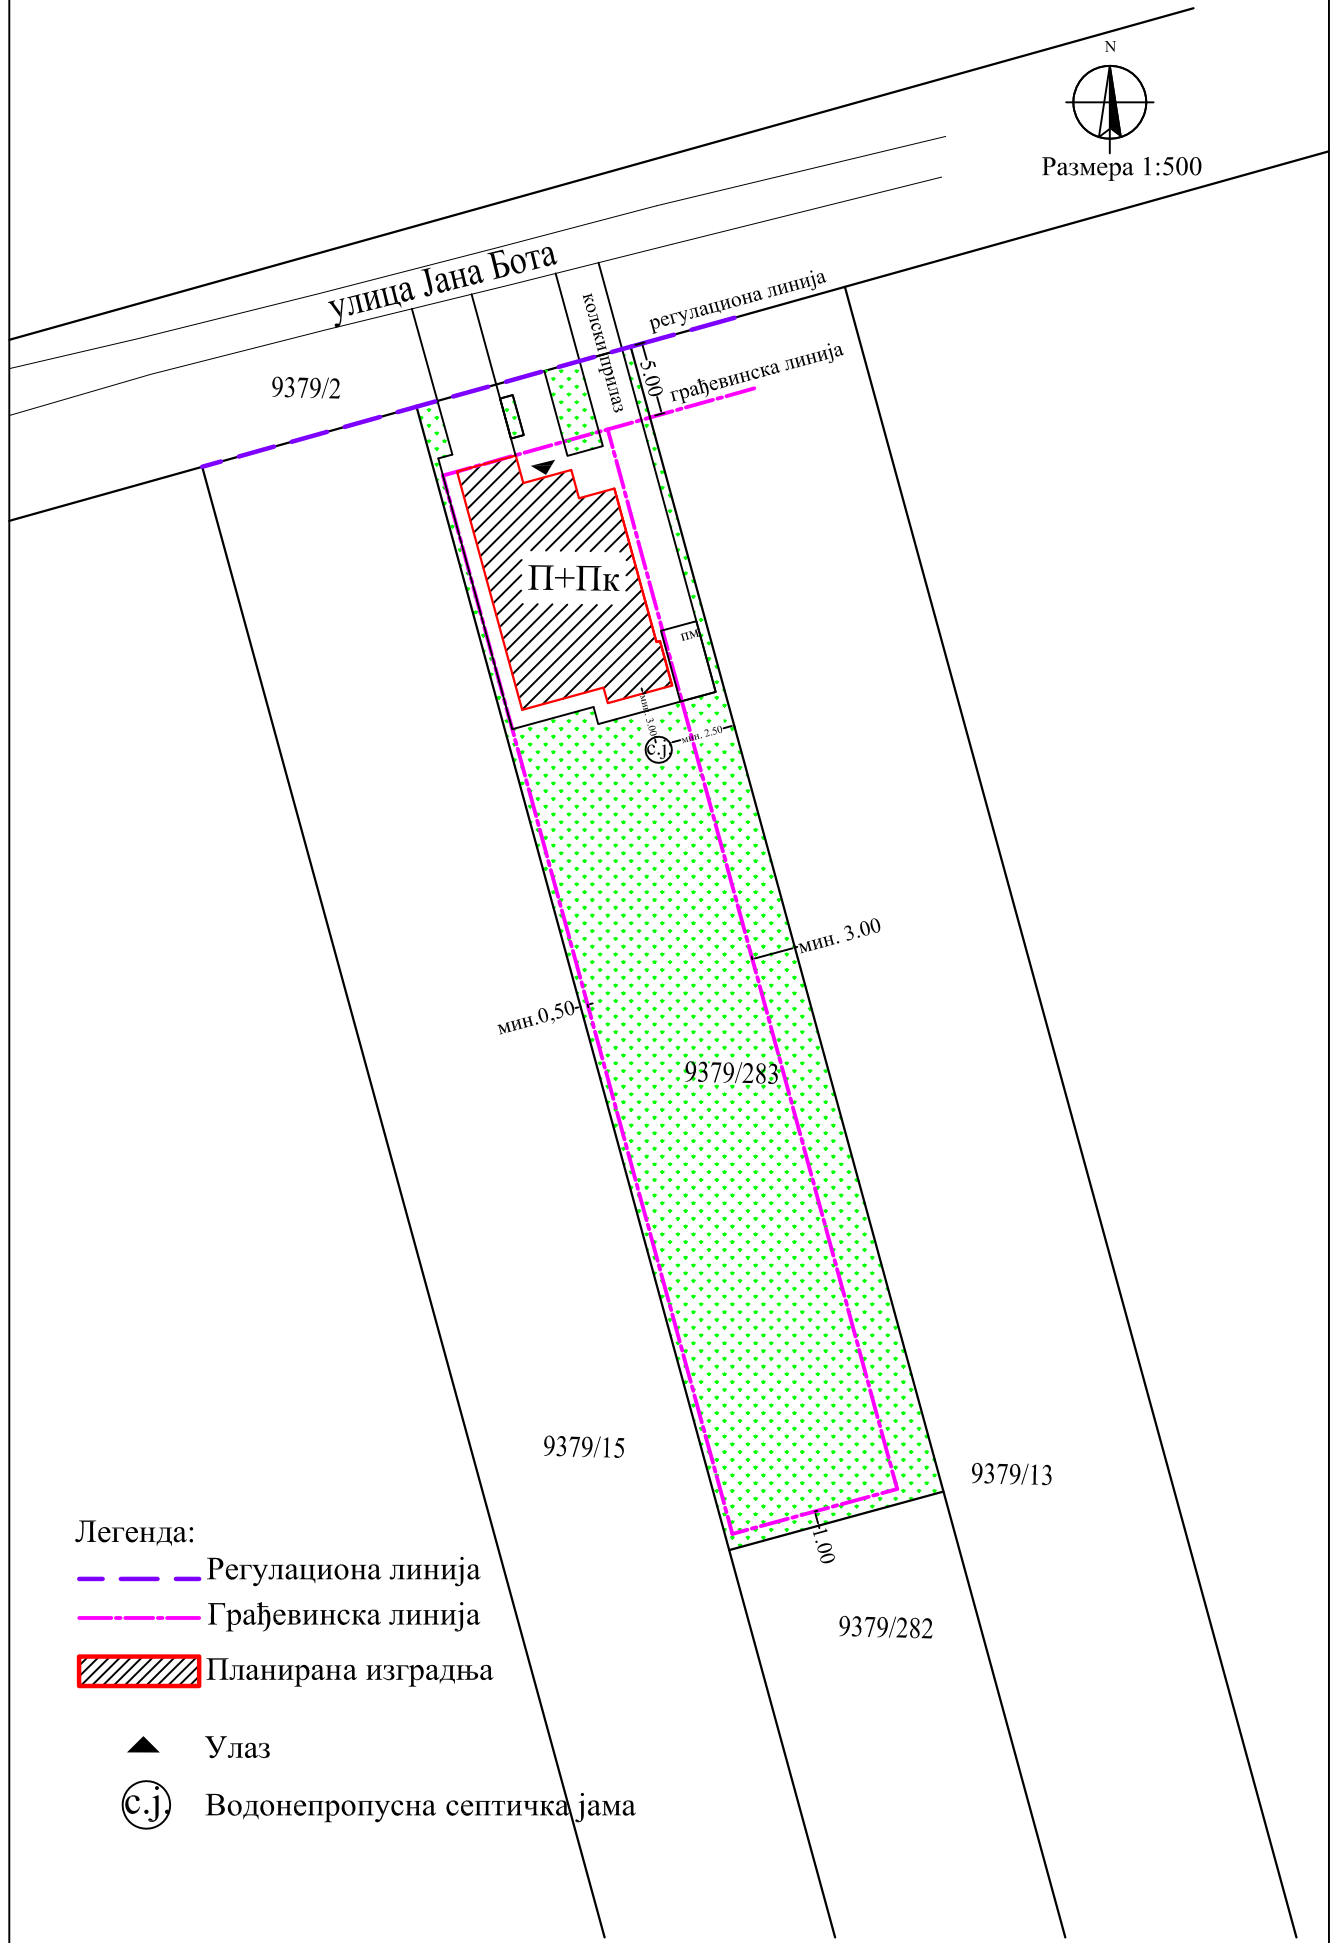 N
Размера 1:500
улица Јана Бота
колски прилаз
регулациона линија
5.00
грађевинска линија
9379/2
П+Пк
пм
мин. 3.00
мин. 2.50
с.ј.
мин. 3.00
мин.0,50
9379/283
9379/15
9379/13
1.00
9379/282
Легенда:
Регулациона линија
Грађевинска линија
Планирана изградња
Улаз
с.ј. Водонепропусна септичка јама